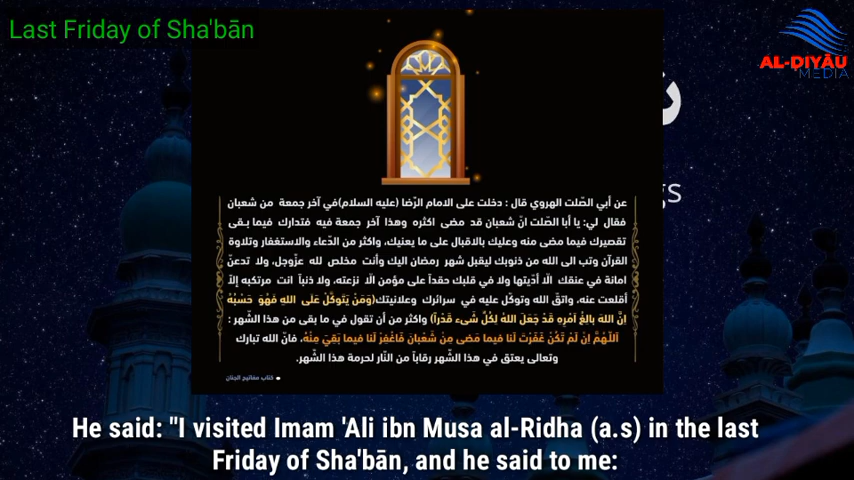 Last Friday of Sha'bān
AL-DIYĀU
MEDIA
عن أبي الصّلت الهروي قال : دخلت على الامام الرّضا (عليه السلام)في آخر جمعة من شعبان
فقال لي: يا أبا الصّلت انّ شعبان قد مضى اكثره وهذا آخر جمعة فيه فتدارك فيما بـقى
تقصيرك فيما مضى منه وعليك بالاقبال على ما يعنيك، واكثر من الدّعاء والاستغفار وتلاوة
القرآن وتب الى الله من ذنوبك ليقبل شهر رمضان اليك وأنت مخلص لله عزّوجل، ولا تدعنّ
امانة في عنقك الّا أدّيتها ولا في قلبك حقداً على مؤمن الّا نزعته، ولا ذنباً انت مرتكبه إلّا
أقلعت عنه، واتقّ الله وتوكّل عليه في سرائرك وعلانيتك(وَمَنْ يَتَوكَّلْ عَلَى اللهِ فَهُوَ حَسْبُهُ
اِنَّ اللهَ بالِغُ اَمْرِهِ قَدْ جَعَلَ اللهُ لِكُلِّ شَىء قَدْراً) واكثر من أن تقول في ما بقى من هذا الشّهر :
اَللّهُمَّ اِنْ لَمْ تَكُنْ غَفَرْتَ لَنا فيما مَضى مِنْ شَعْبانَ فَاغْفِرْ لَنا فيما بَقِيَ مِنْهُ، فانّ الله تبارك
وتعالى يعتق في هذا الشّهر رقاباً من النّار لحرمة هذا الشّهر.
كتاب مفاتيح الجنان
He said: "I visited Imam 'Ali ibn Musa al-Ridha (a.s) in the last
Friday of Sha'bān, and he said to me: